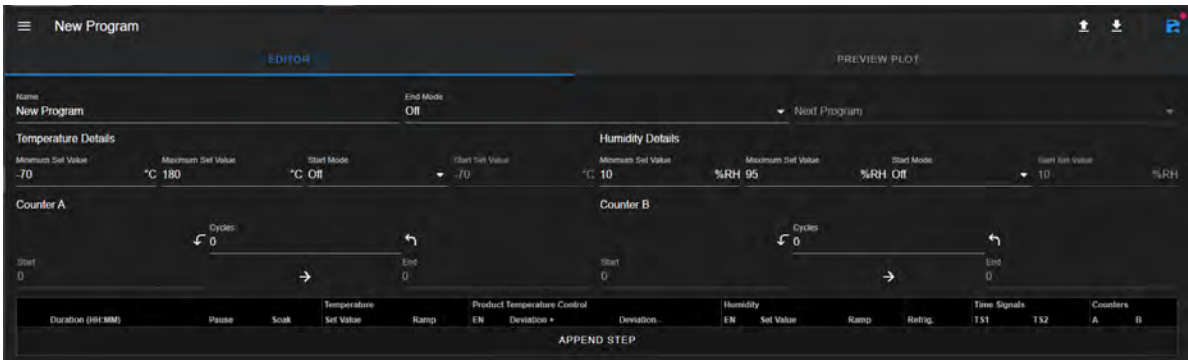 New Program
EDITOR PREVIEW PLOT
Name End Mode
New Program Off Next Program
Temperature Details Humidity Details
Minimum Set Value Maximum Set Value Start Mode Start Set Value Minimum Set Value Maximum Set Value Start Mode Start Set Value
-70 °C 180 °C Off -70 °C 10 %RH 95 %RH Off 10 %RH
Counter A Counter B
Cycles Cycles
0 0
Start End Start End
0 0 0 0
Temperature Product Temperature Control Humidity Time Signals Counters
Duration (HH:MM) Pause Soak Set Value Ramp EN Deviation + Deviation - EN Set Value Ramp Refrig. TS1 TS2 A B
APPEND STEP